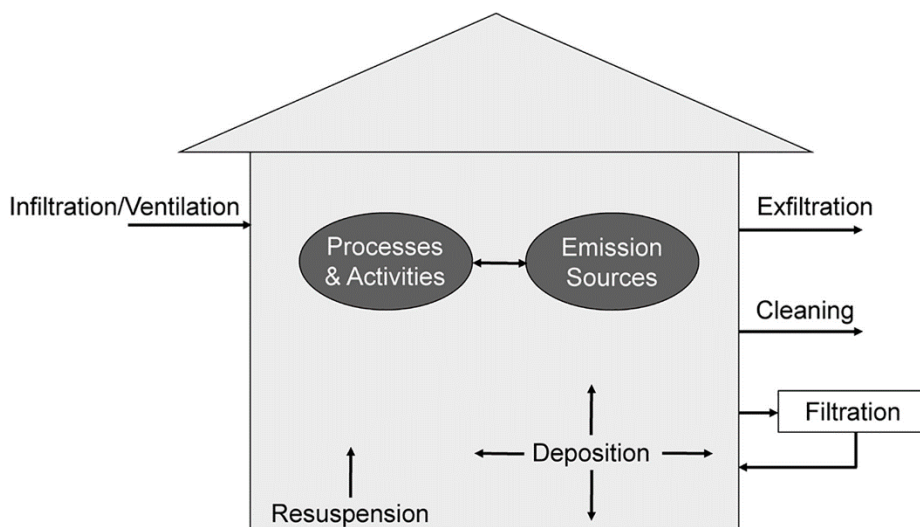 Infiltration/Ventilation
Processes
& Activities
Emission
Sources
Exfiltration
Cleaning
Filtration
Deposition
Resuspension